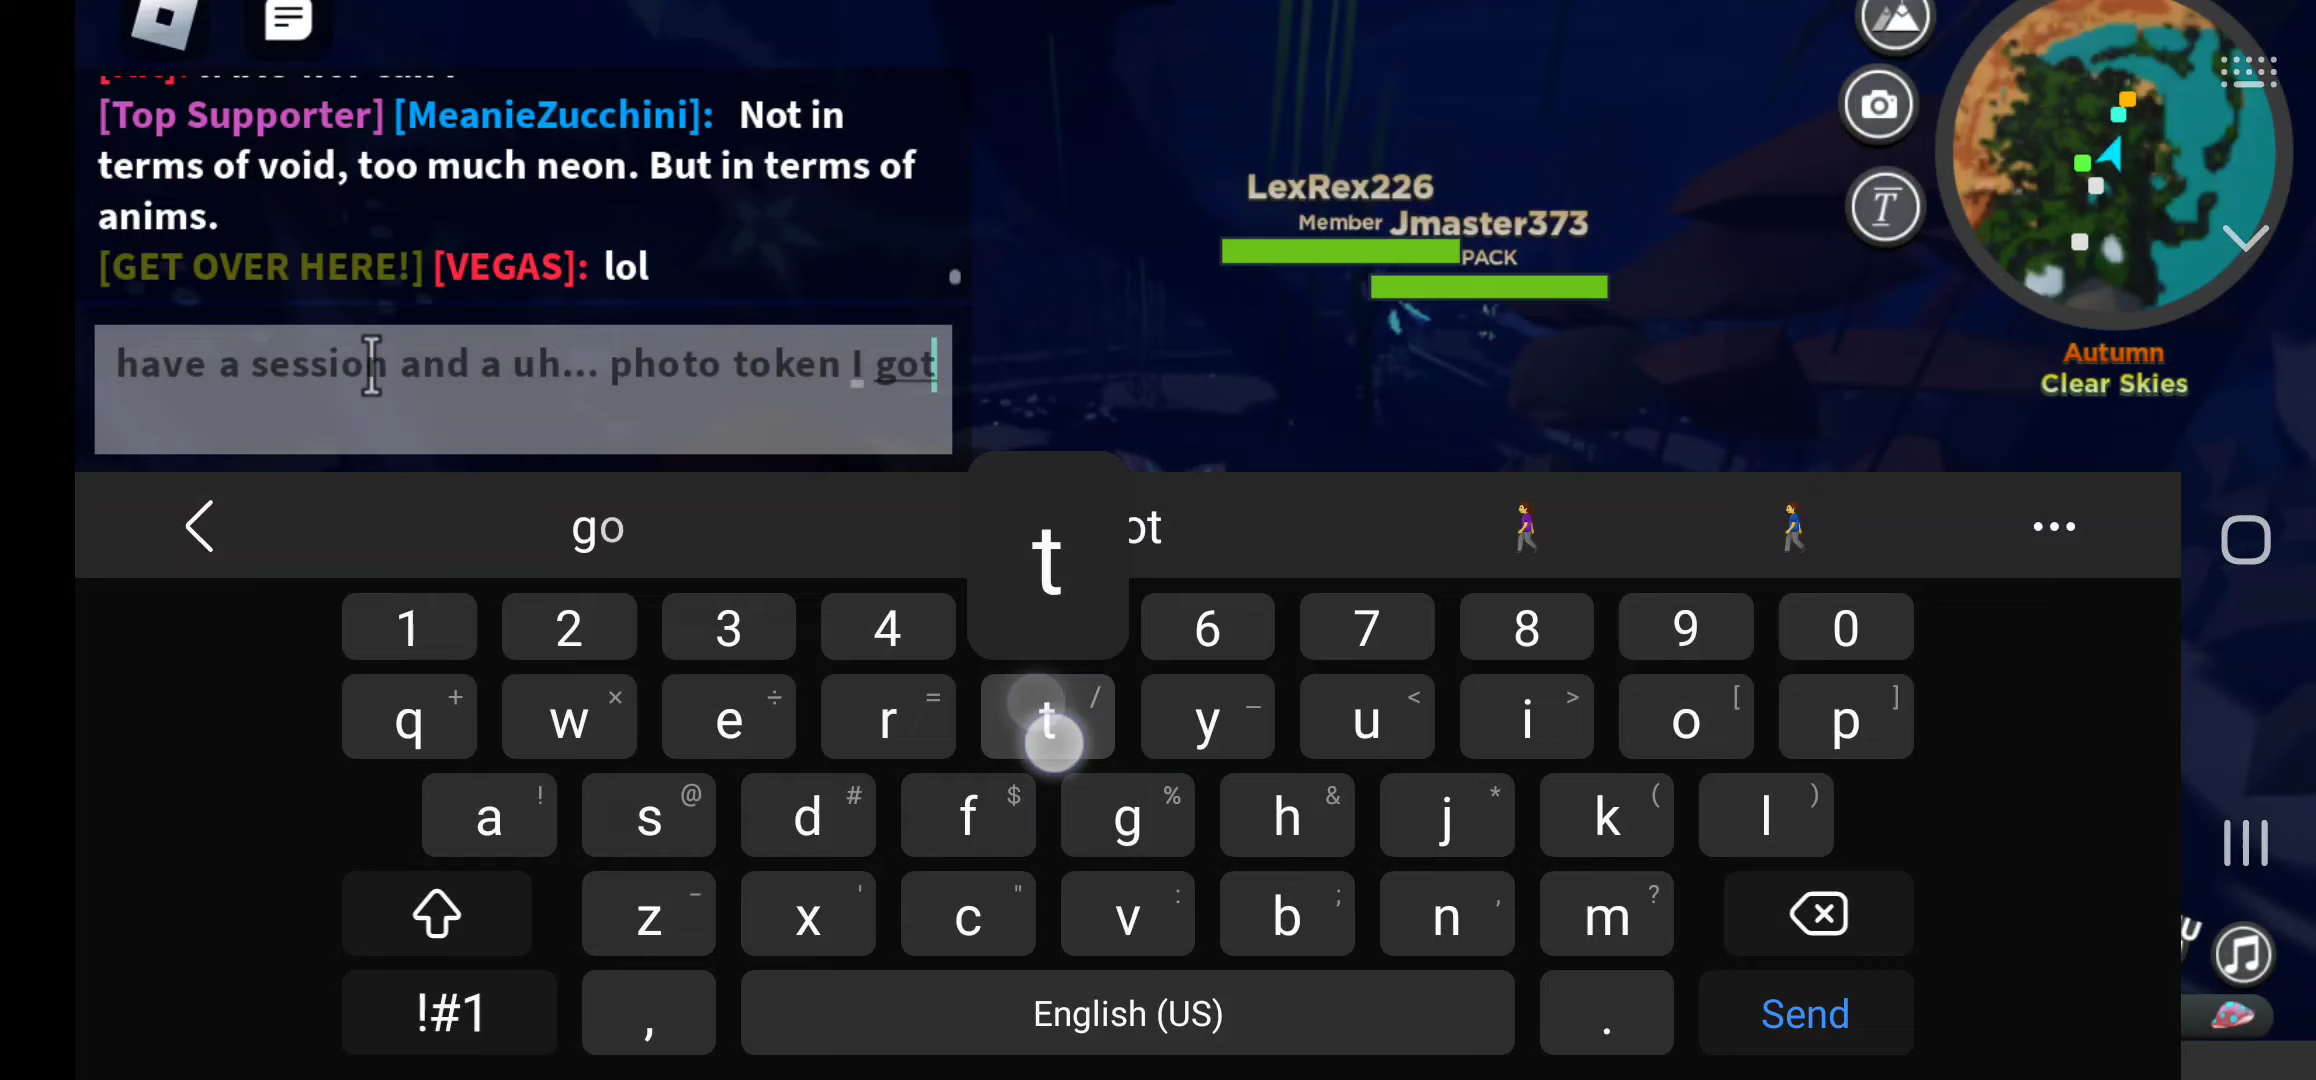 [Top Supporter] [MeanieZucchini]: Not in
terms of void, too much neon. But in terms of
anims.
[GET OVER HERE!] [VEGAS]: lol
have a session and a uh... photo token I got
LexRex226
Member Jmaster373
PACK
T
Autumn
Clear Skies
go
t
ot
1 2 3 4 6 7 8 9 0
q + w × e ÷ r = t / y _ u < i > o [ p ]
a ! s @ d # f $ g % h & j * k ( l )
z - x ' c " v : b ; n , m ?
!#1 , English (US) . Send